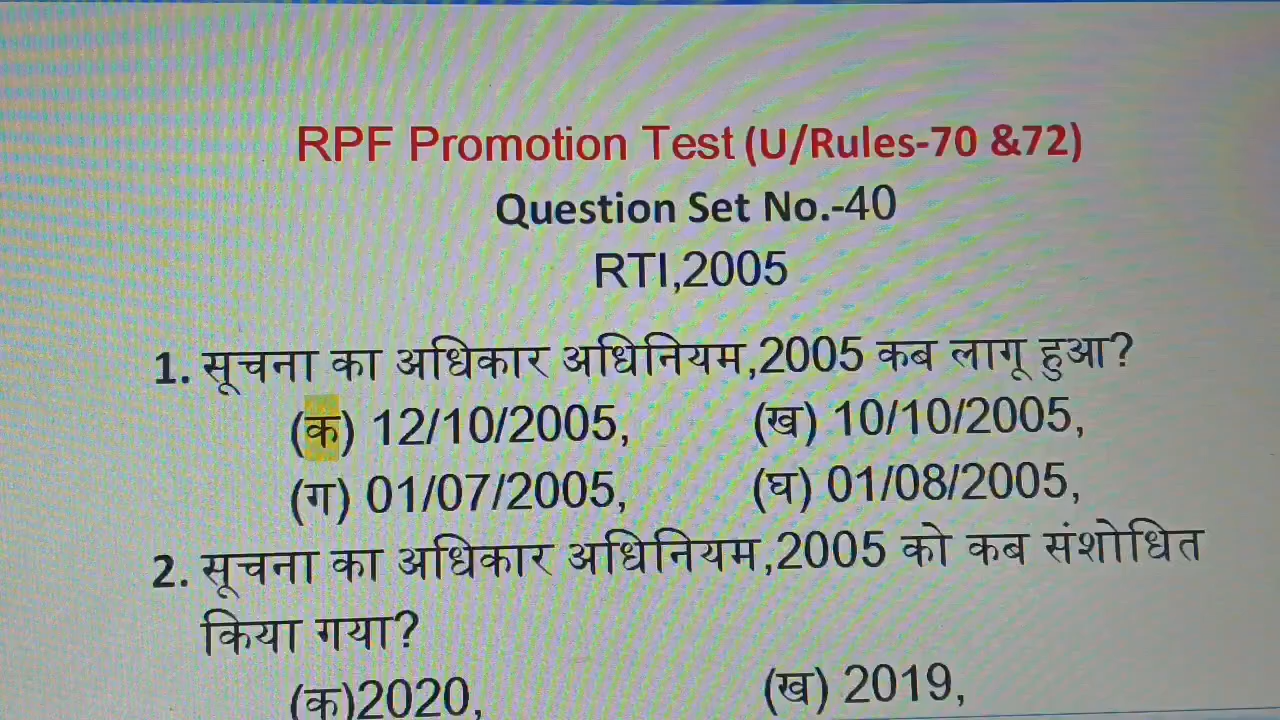 RPF Promotion Test (U/Rules-70 &72)
Question Set No.-40
RTI,2005
1. सूचना का अधिकार अधिनियम,2005 कब लागू हुआ?
(क) 12/10/2005, (ख) 10/10/2005,
(ग) 01/07/2005, (घ) 01/08/2005,
2. सूचना का अधिकार अधिनियम,2005 को कब संशोधित
किया गया?
(क)2020, (ख) 2019,